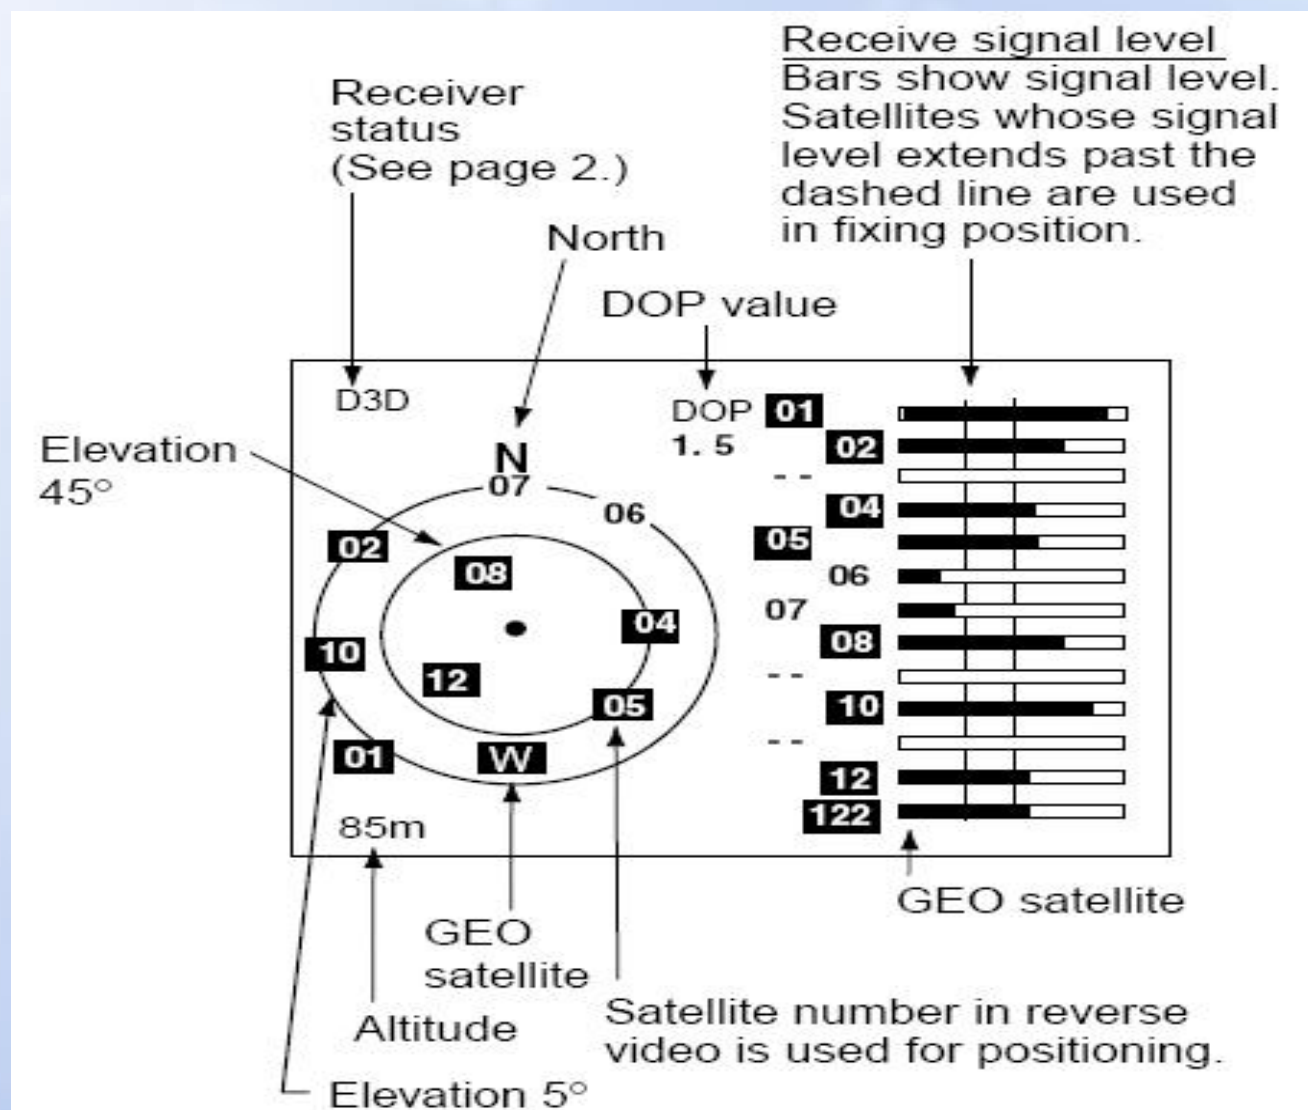 Receive signal level
Bars show signal level.
Satellites whose signal
level extends past the
dashed line are used
in fixing position.
Receiver
status
(See page 2.)
North
DOP value
D3D
DOP
1. 5
Elevation
45°
N
07
06
02
08
04
10
12
05
01
W
85m
01
02
- -
04
05
06
07
08
- -
10
- -
12
122
GEO satellite
GEO
satellite
Altitude
Satellite number in reverse
video is used for positioning.
Elevation 5°